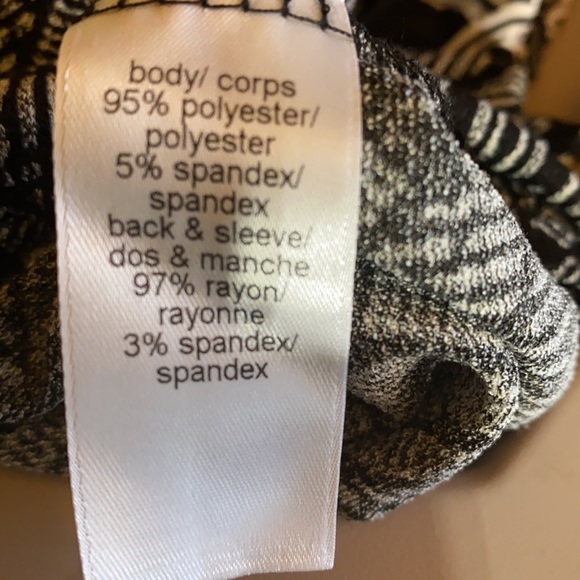 body/ corps
95% polyester/
polyester
5% spandex/
spandex
back & sleeve/
dos & manche
97% rayon/
rayonne
3% spandex/
spandex